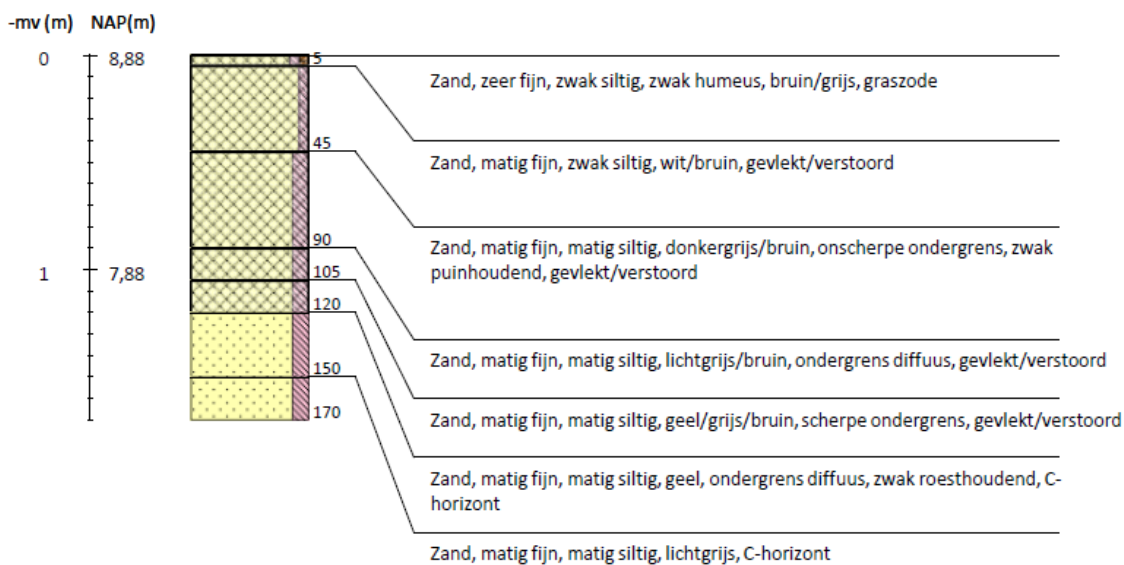 -mv (m) NAP(m)
0 8,88
5
Zand, zeer fijn, zwak siltig, zwak humeus, bruin/grijs, graszode
45
Zand, matig fijn, zwak siltig, wit/bruin, gevlekt/verstoord
90
Zand, matig fijn, matig siltig, donkergrijs/bruin, onscherpe ondergrens, zwak
puinhoudend, gevlekt/verstoord
1 7,88
105
120
Zand, matig fijn, matig siltig, lichtgrijs/bruin, ondergrens diffuus, gevlekt/verstoord
150
170
Zand, matig fijn, matig siltig, geel/grijs/bruin, scherpe ondergrens, gevlekt/verstoord
Zand, matig fijn, matig siltig, geel, ondergrens diffuus, zwak roesthoudend, C-
horizont
Zand, matig fijn, matig siltig, lichtgrijs, C-horizont